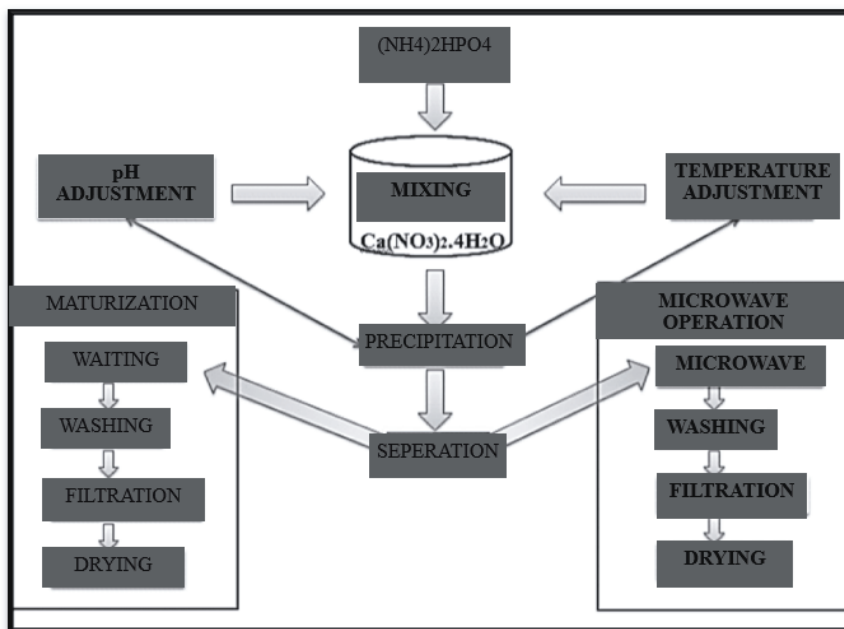 (NH4)2HPO4
pH
ADJUSTMENT
MIXING
Ca(NO3)2.4H2O
TEMPERATURE
ADJUSTMENT
MATURIZATION
PRECIPITATION
MICROWAVE
OPERATION
WAITING
WASHING
FILTRATION
DRYING
SEPERATION
MICROWAVE
WASHING
FILTRATION
DRYING